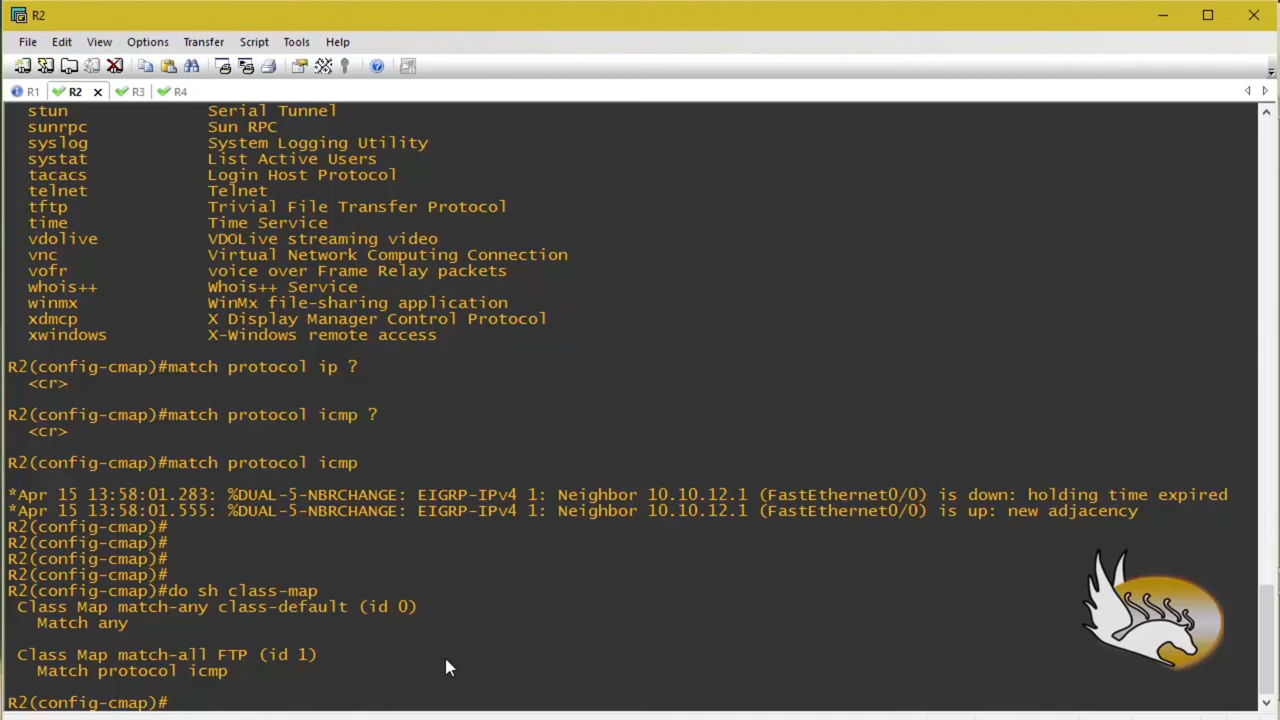 R2
File Edit View Options Transfer Script Tools Help
R1 R2 R3 R4
stun Serial Tunnel
sunrpc Sun RPC
syslog System Logging Utility
systat List Active Users
tacacs Login Host Protocol
telnet Telnet
tftp Trivial File Transfer Protocol
time Time Service
vdolive VDOLive streaming video
vnc Virtual Network Computing Connection
vofr voice over Frame Relay packets
whois++ Whois++ Service
winmx WinMx file-sharing application
xdmcp X Display Manager Control Protocol
xwindows X-Windows remote access
R2(config-cmap)#match protocol ip ?
<cr>
R2(config-cmap)#match protocol icmp ?
<cr>
R2(config-cmap)#match protocol icmp
*Apr 15 13:58:01.283: %DUAL-5-NBRCHANGE: EIGRP-IPv4 1: Neighbor 10.10.12.1 (FastEthernet0/0) is down: holding time expired
*Apr 15 13:58:01.555: %DUAL-5-NBRCHANGE: EIGRP-IPv4 1: Neighbor 10.10.12.1 (FastEthernet0/0) is up: new adjacency
R2(config-cmap)#
R2(config-cmap)#
R2(config-cmap)#
R2(config-cmap)#
R2(config-cmap)#do sh class-map
Class Map match-any class-default (id 0)
Match any
Class Map match-all FTP (id 1)
Match protocol icmp
R2(config-cmap)#